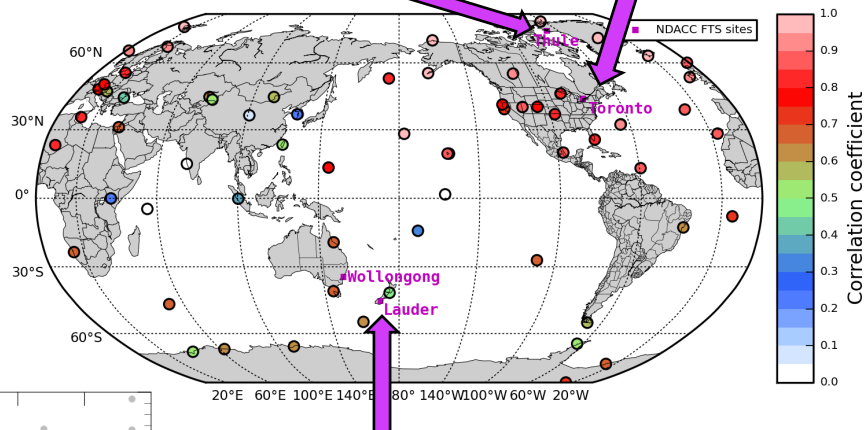 NDACC FTS sites
Thule
60°N
Toronto
30°N
0°
Wollongong
30°S
Lauder
60°S
20°E 60°E 100°E 140°E 80° 140°W 100°W 60°W 20°W
1.0
0.9
0.8
0.7
0.6
0.5
0.4
0.3
0.2
0.1
0.0
Correlation coefficient